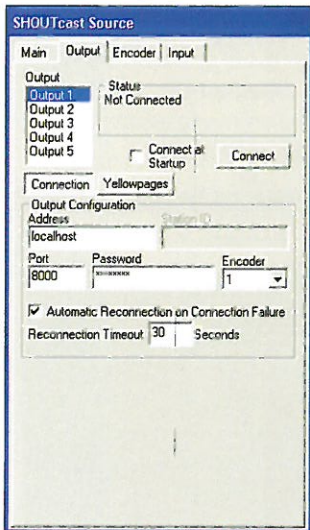 SHOUTcast Source
Main Output Encoder Input
Output
Output 1
Output 2
Output 3
Output 4
Output 5
Status
Not Connected
Connect at Startup
Connect
Connection Yellowpages
Output Configuration
Address Station ID
localhost
Port Password Encoder
8000 ******** 1
Automatic Reconnection on Connection Failure
Reconnection Timeout 30 Seconds